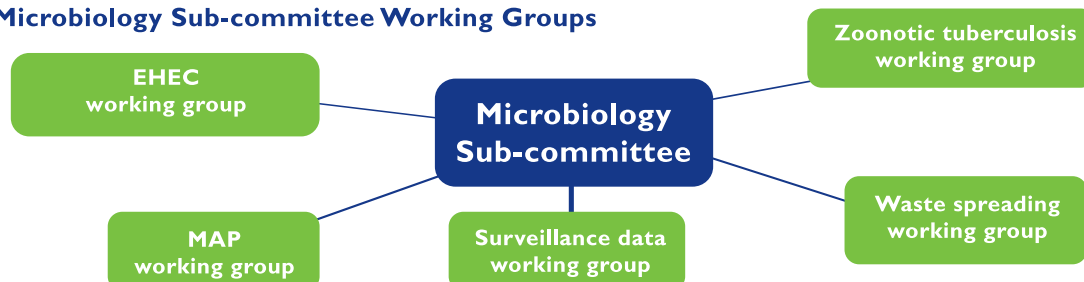 Microbiology Sub-committee Working Groups
Zoonotic tuberculosis
working group
EHEC
working group
Microbiology
Sub-committee
Waste spreading
working group
MAP
working group
Surveillance data
working group